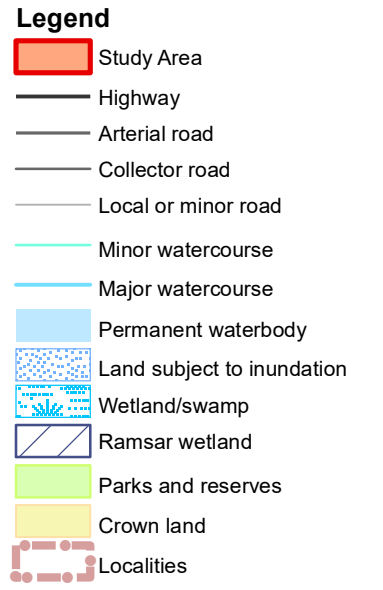 Legend
Study Area
Highway
Arterial road
Collector road
Local or minor road
Minor watercourse
Major watercourse
Permanent waterbody
Land subject to inundation
Wetland/swamp
Ramsar wetland
Parks and reserves
Crown land
Localities